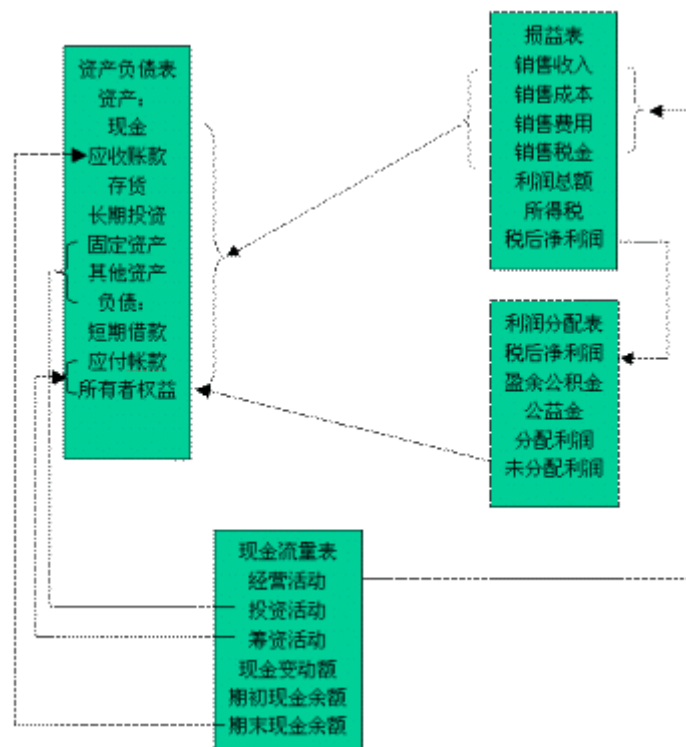 资产负债表
资产:
现金
应收账款
存货
长期投资
固定资产
其他资产
负债:
短期借款
应付帐款
所有者权益
损益表
销售收入
销售成本
销售费用
销售税金
利润总额
所得税
税后净利润
利润分配表
税后净利润
盈余公积金
公益金
分配利润
未分配利润
现金流量表
经营活动
投资活动
筹资活动
现金变动额
期初现金余额
期末现金余额